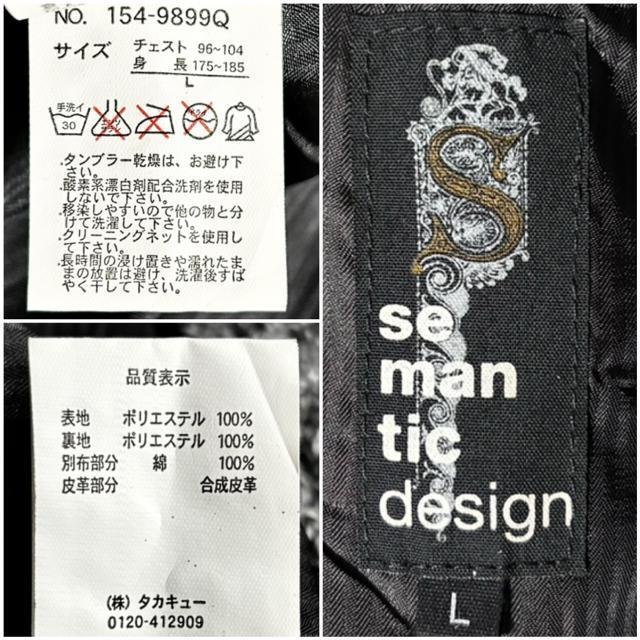 NO. 154-9899Q
サイズ チェスト 96~104
身 長 175~185
L
手洗イ
30
.タンブラー乾燥は、お避け下
さい。
.酸素系漂白剤配合洗剤を使用
しないで下さい。
.移染しやすいので他の物と分
けて洗濯して下さい。
.クリーニングネットを使用し
て下さい。
.長時間の浸け置きや濡れたま
まの放置は避け、洗濯後すば
やく干して下さい。
品質表示
表地 ポリエステル 100%
裏地 ポリエステル 100%
別布部分 綿 100%
皮革部分 合成皮革
(株) タカキュー
0120-412909
S
se
man
tic
design
L